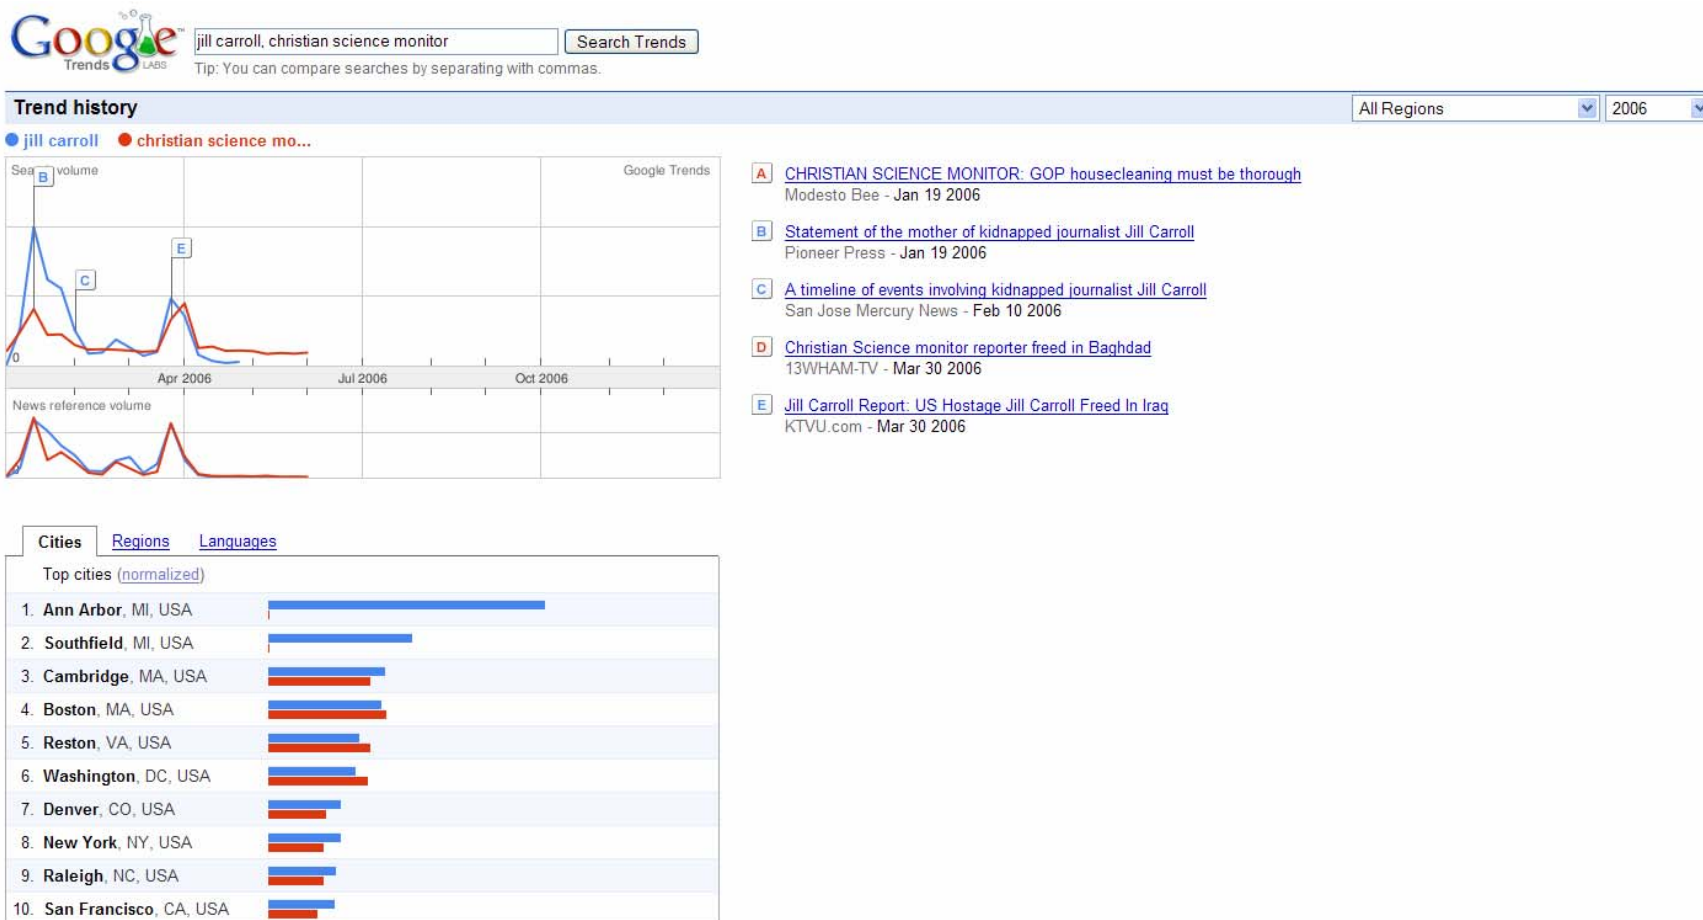 Google
Trends LABS
jill carroll, christian science monitor
Search Trends
Tip: You can compare searches by separating with commas.
Trend history
All Regions
2006
jill carroll
christian science mo...
B
volume
Google Trends
E
C
0
Apr 2006
Jul 2006
Oct 2006
News reference volume
A CHRISTIAN SCIENCE MONITOR: GOP housecleaning must be thorough
Modesto Bee - Jan 19 2006
B Statement of the mother of kidnapped journalist Jill Carroll
Pioneer Press - Jan 19 2006
C A timeline of events involving kidnapped journalist Jill Carroll
San Jose Mercury News - Feb 10 2006
D Christian Science monitor reporter freed in Baghdad
13WHAM-TV - Mar 30 2006
E Jill Carroll Report: US Hostage Jill Carroll Freed In Iraq
KTVU.com - Mar 30 2006
Cities Regions Languages
Top cities (normalized)
1. Ann Arbor, MI, USA
2. Southfield, MI, USA
3. Cambridge, MA, USA
4. Boston, MA, USA
5. Reston, VA, USA
6. Washington, DC, USA
7. Denver, CO, USA
8. New York, NY, USA
9. Raleigh, NC, USA
10. San Francisco, CA, USA